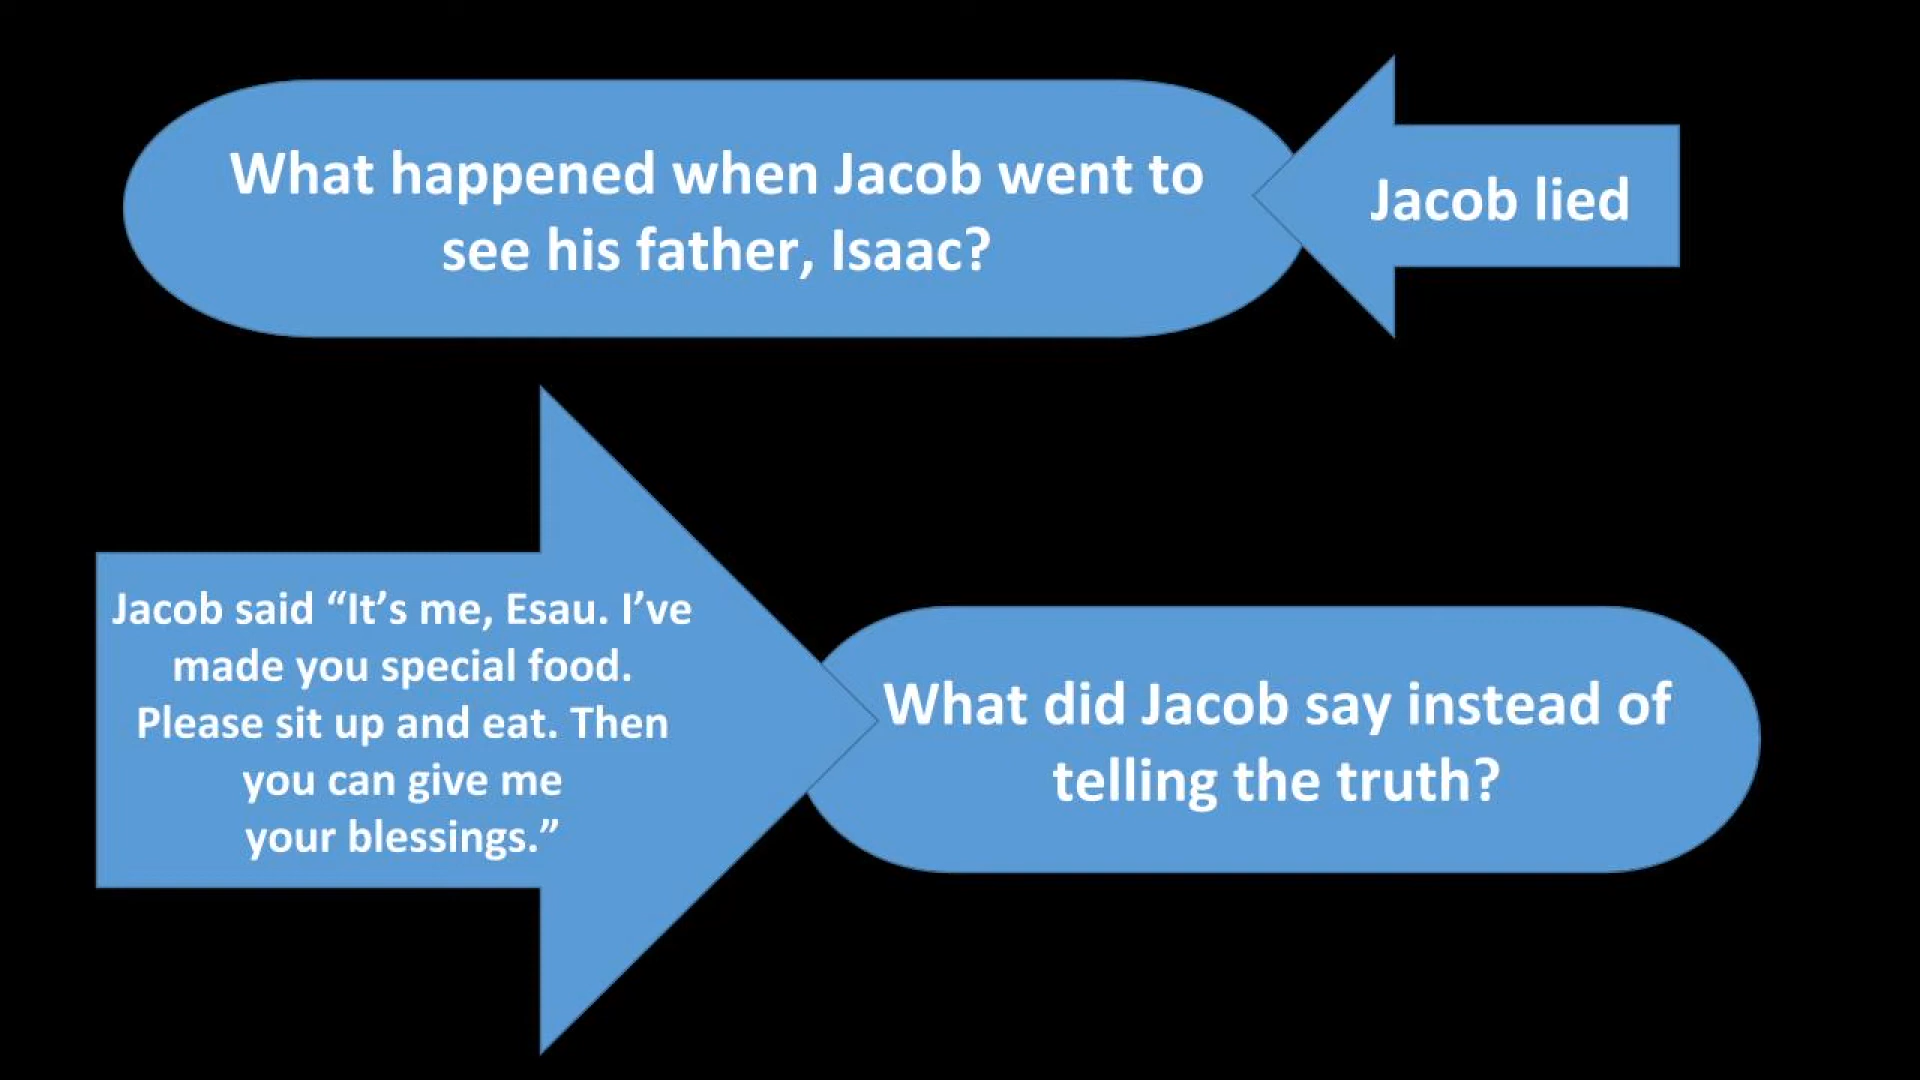 What happened when Jacob went to
see his father, Isaac?
Jacob lied
Jacob said “It’s me, Esau. I’ve
made you special food.
Please sit up and eat. Then
you can give me
your blessings.”
What did Jacob say instead of
telling the truth?